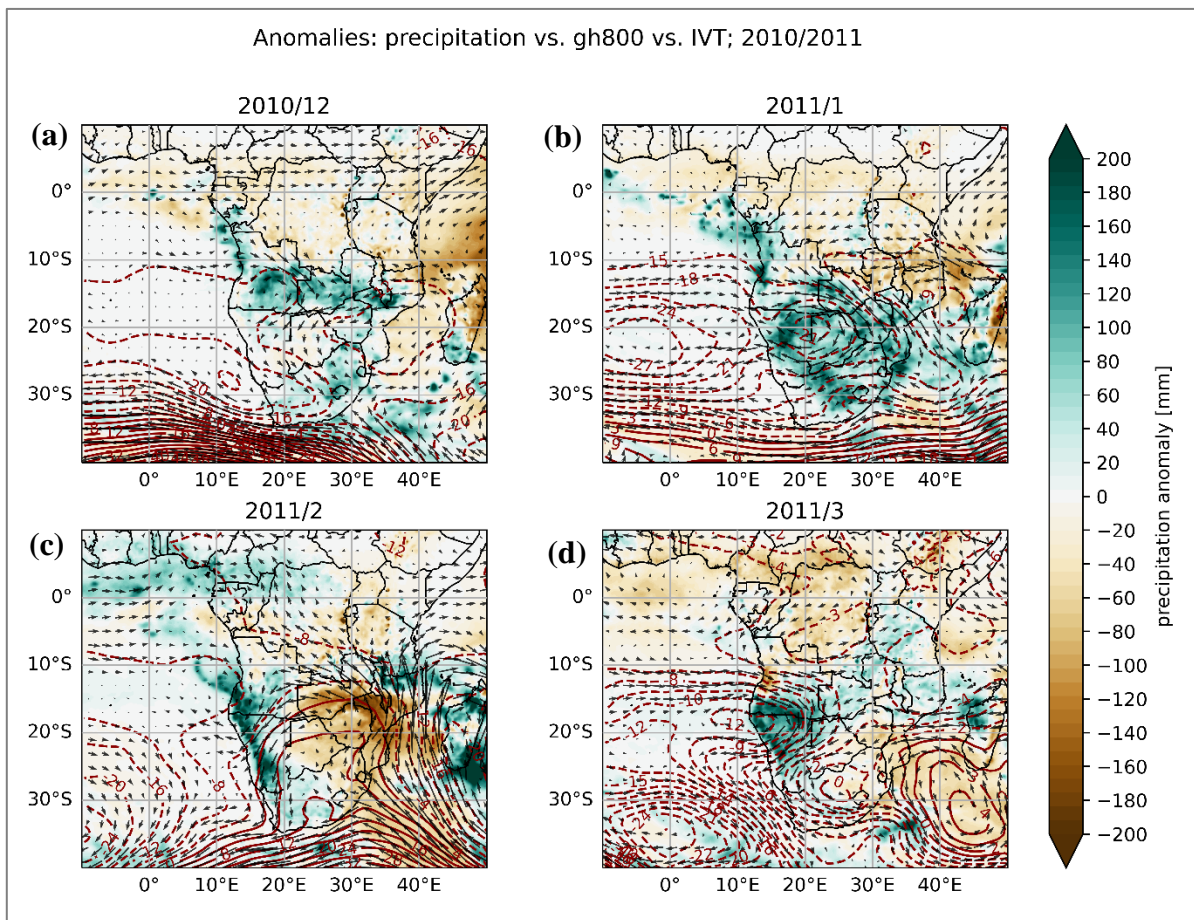 Anomalies: precipitation vs. gh800 vs. IVT; 2010/2011
2010/12
2011/1
(a)
(b)
0°
10°S
20°S
30°S
0°
10°E
20°E
30°E
40°E
0°
10°S
20°S
30°S
0°
10°E
20°E
30°E
40°E
2011/2
2011/3
(c)
(d)
0°
10°S
20°S
30°S
0°
10°E
20°E
30°E
40°E
0°
10°S
20°S
30°S
0°
10°E
20°E
30°E
40°E
200
180
160
140
120
100
80
60
40
20
0
−20
−40
−60
−80
−100
−120
−140
−160
−180
−200
precipitation anomaly [mm]